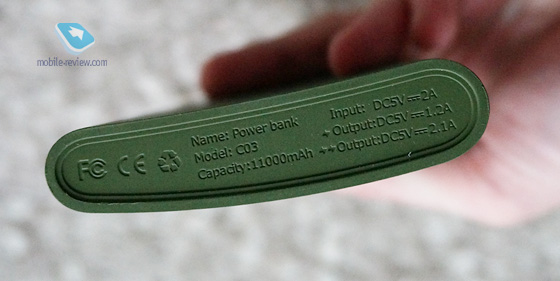 mobile-review.com
FC CE
Name: Power bank
Model: C03
Capacity:11000mAh
Input: DC5V⎓2A
+Output:DC5V⎓1.2A
++Output:DC5V⎓2.1A